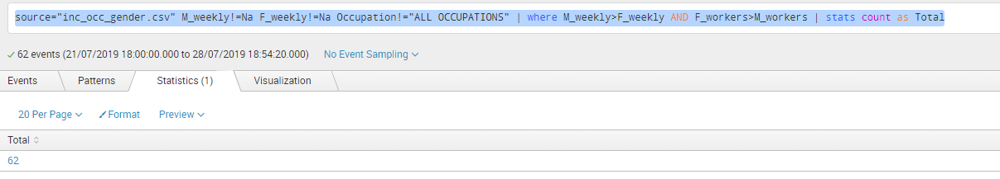 source="inc_occ_gender.csv" M_weekly!=Na F_weekly!=Na Occupation!="ALL OCCUPATIONS" | where M_weekly>F_weekly AND F_workers>M_workers | stats count as Total
62 events (21/07/2019 18:00:00.000 to 28/07/2019 18:54:20.000) No Event Sampling
Events Patterns Statistics (1) Visualization
20 Per Page Format Preview
Total
62